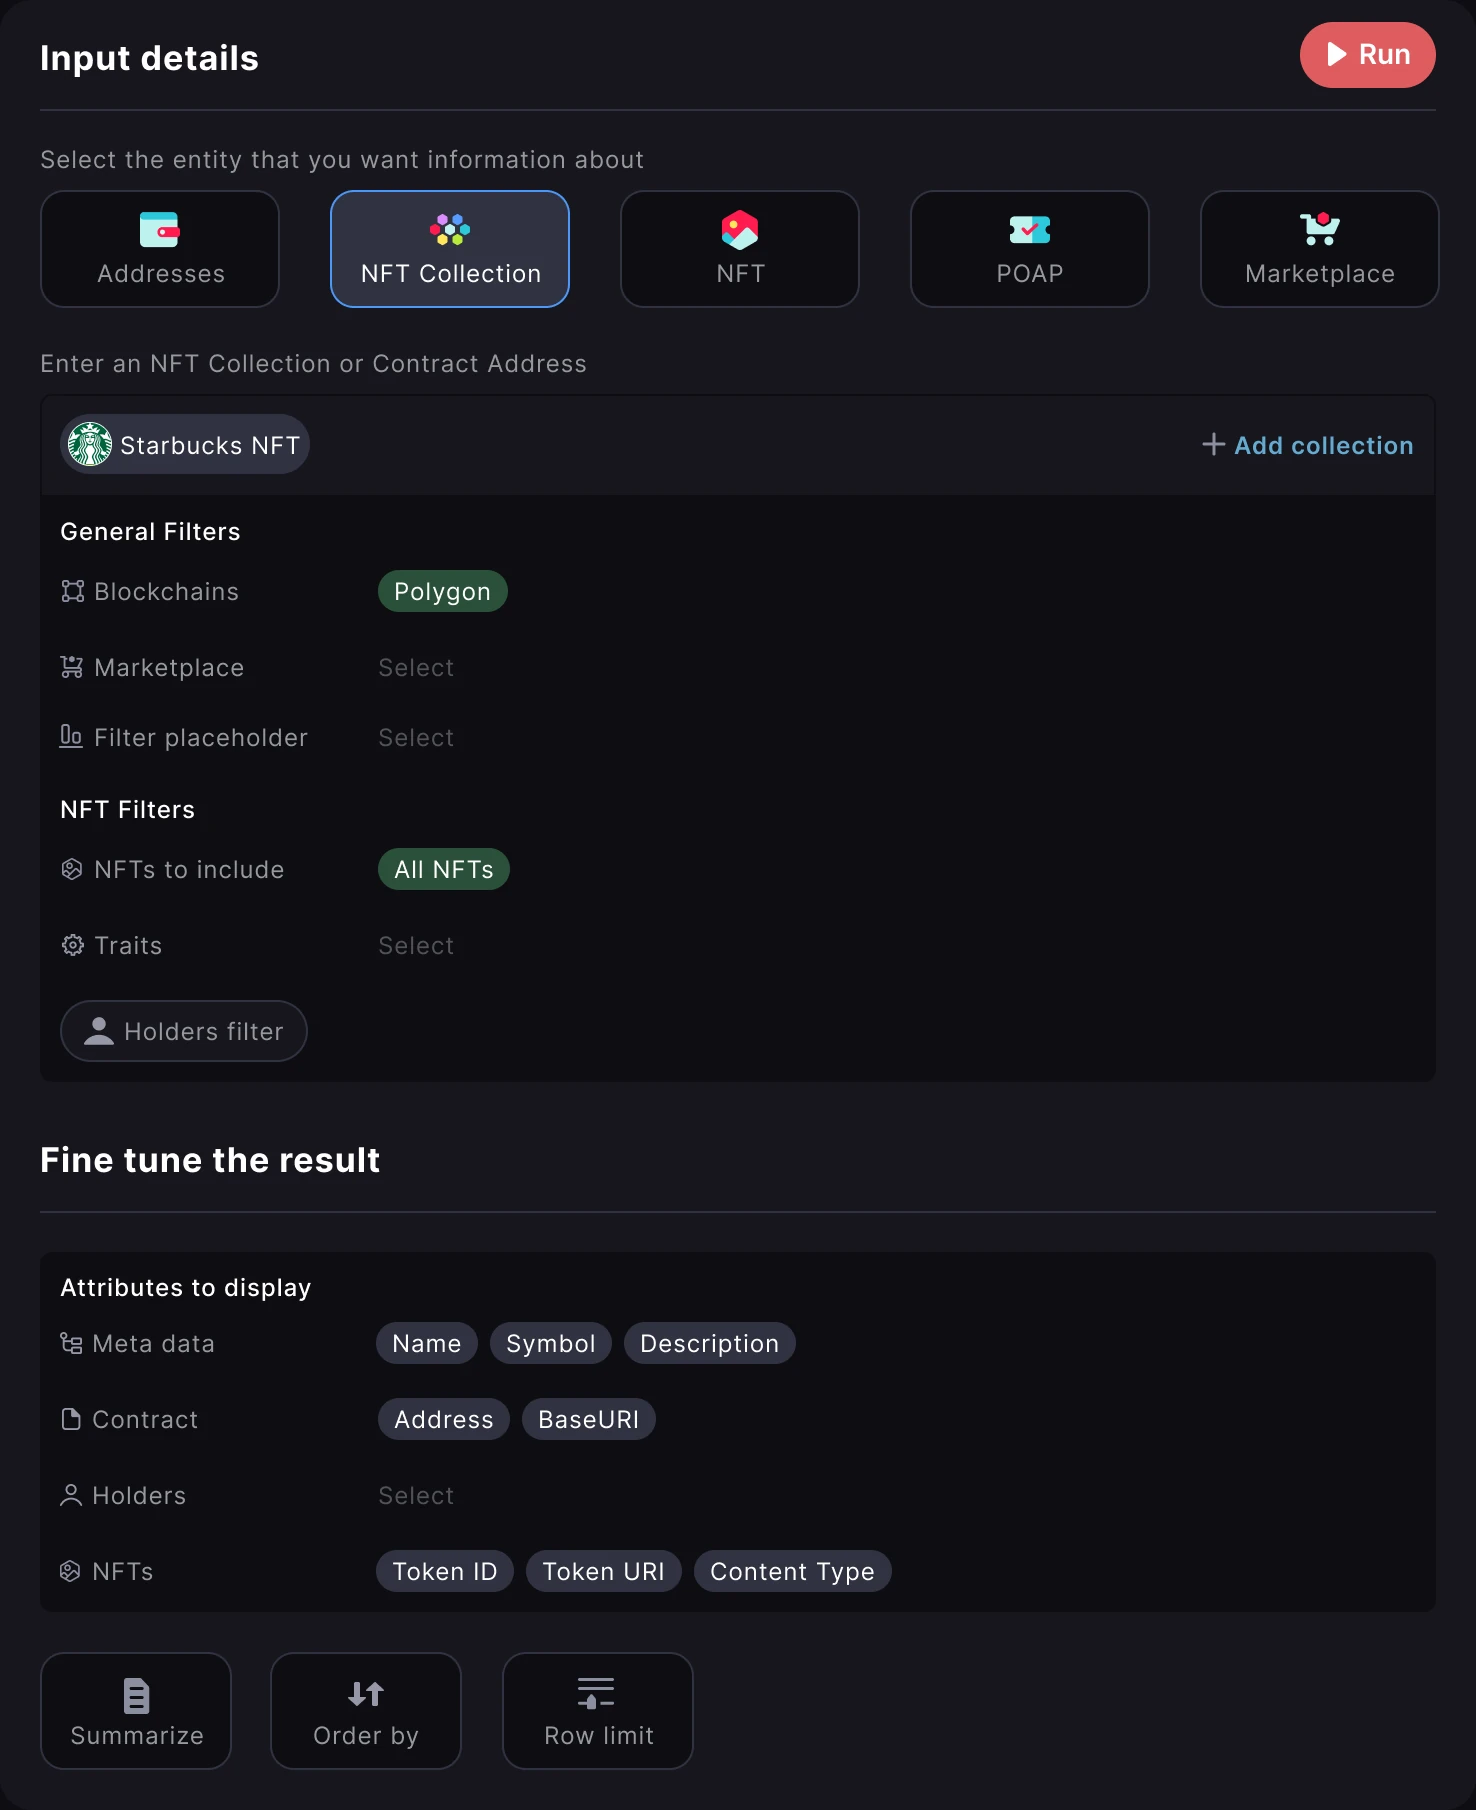 Input details
Run
Select the entity that you want information about
Addresses
NFT Collection
NFT
POAP
Marketplace
Enter an NFT Collection or Contract Address
Starbucks NFT
Add collection
General Filters
Blockchains Polygon
Marketplace Select
Filter placeholder Select
NFT Filters
NFTs to include All NFTs
Traits Select
Holders filter
Fine tune the result
Attributes to display
Meta data Name Symbol Description
Contract Address BaseURI
Holders Select
NFTs Token ID Token URI Content Type
Summarize
Order by
Row limit